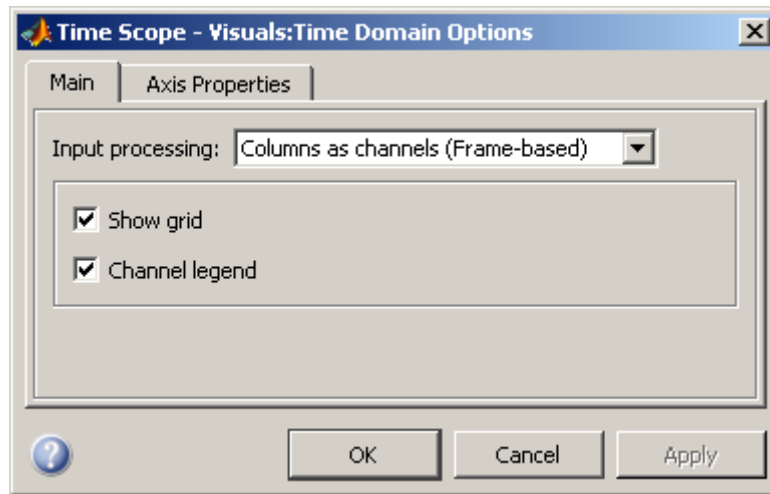 Time Scope - Visuals:Time Domain Options
Main
Axis Properties
Input processing: Columns as channels (Frame-based)
Show grid
Channel legend
?
OK
Cancel
Apply